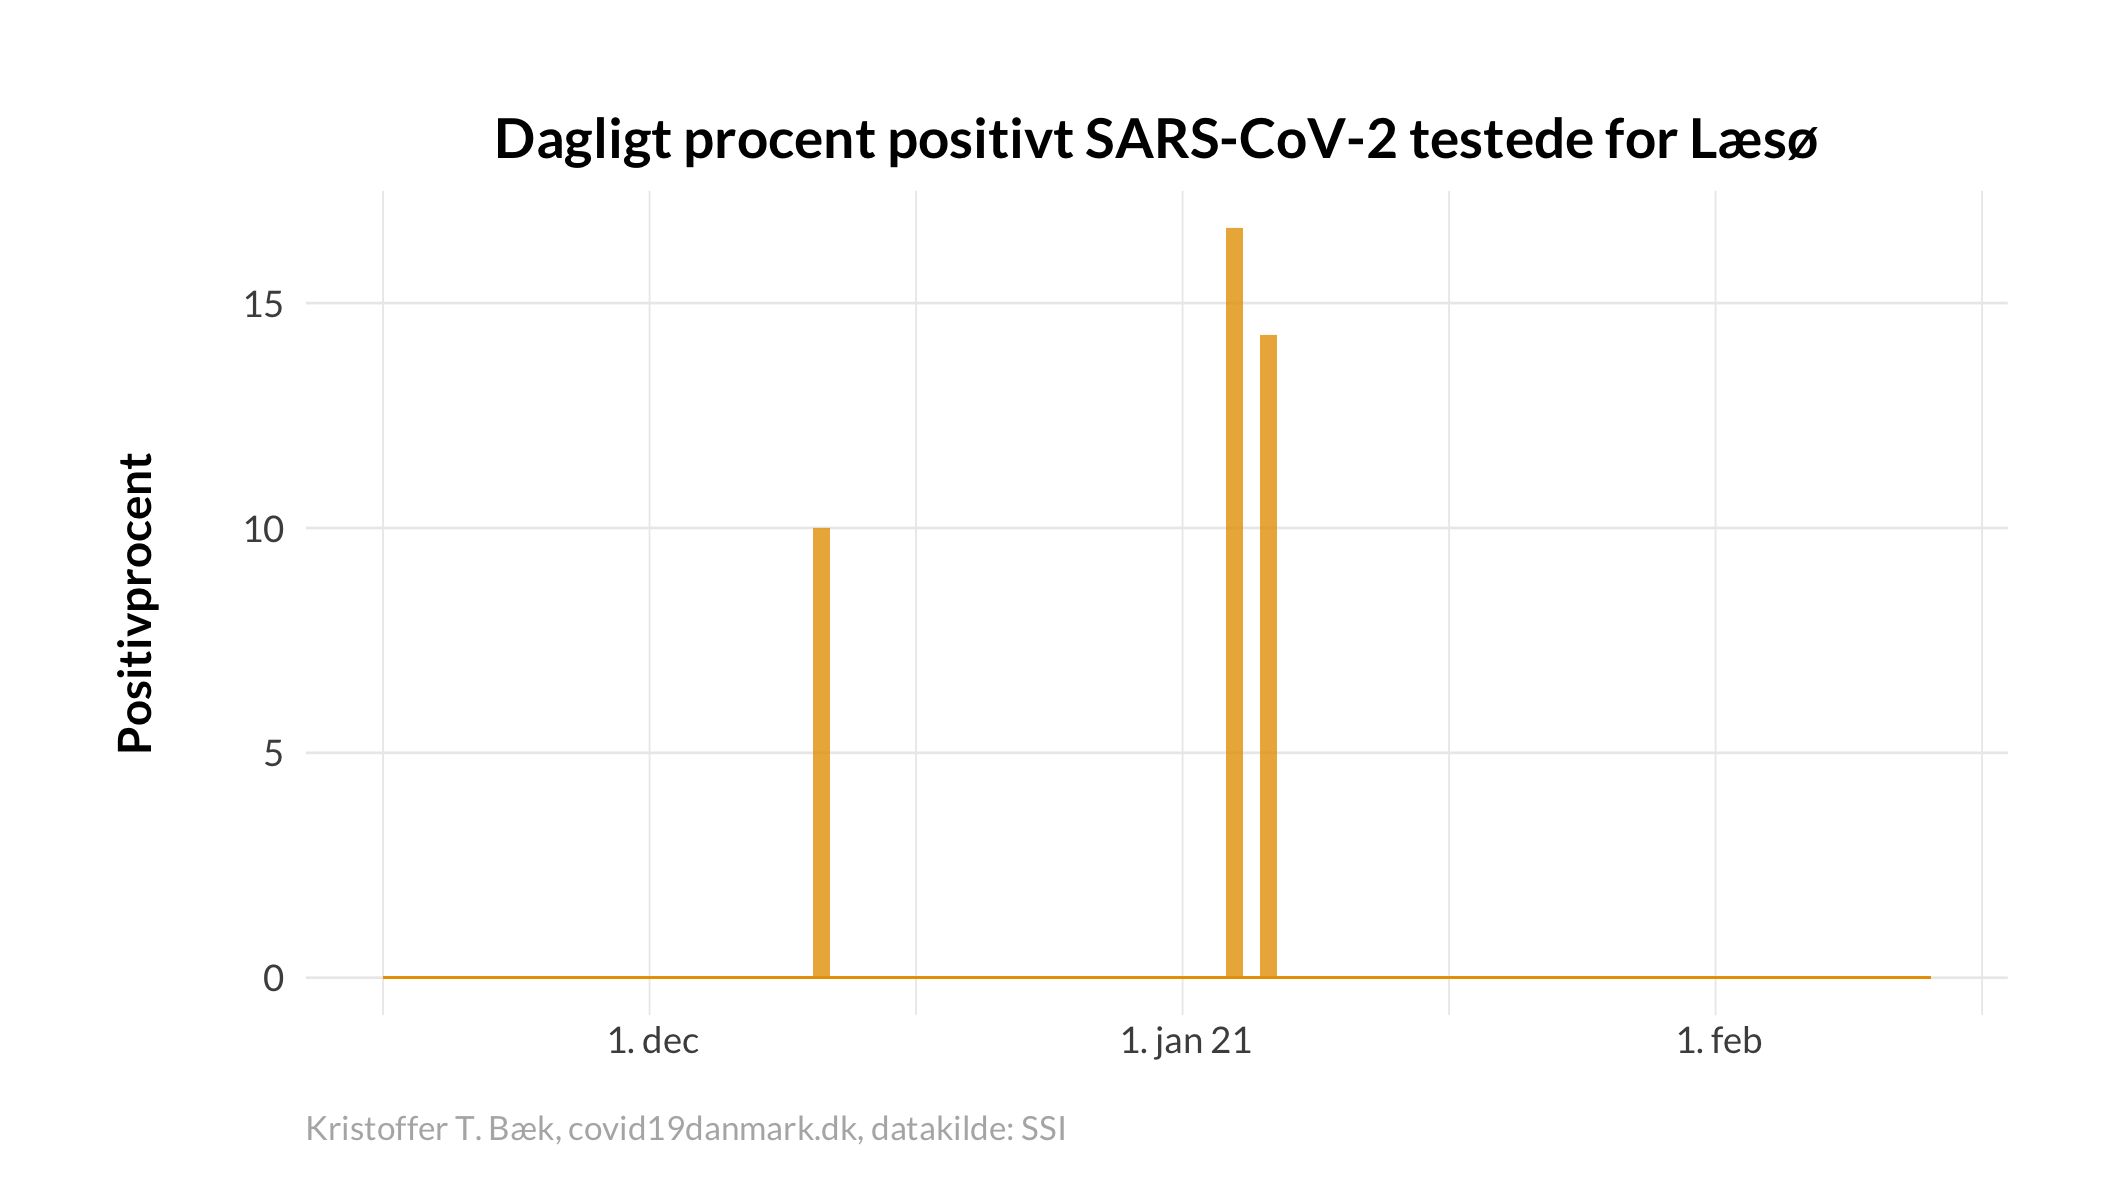 Dagligt procent positivt SARS-CoV-2 testede for Læsø
Positivprocent
15
10
5
0
1. dec
1. jan 21
1. feb
Kristoffer T. Bæk, covid19danmark.dk, datakilde: SSI